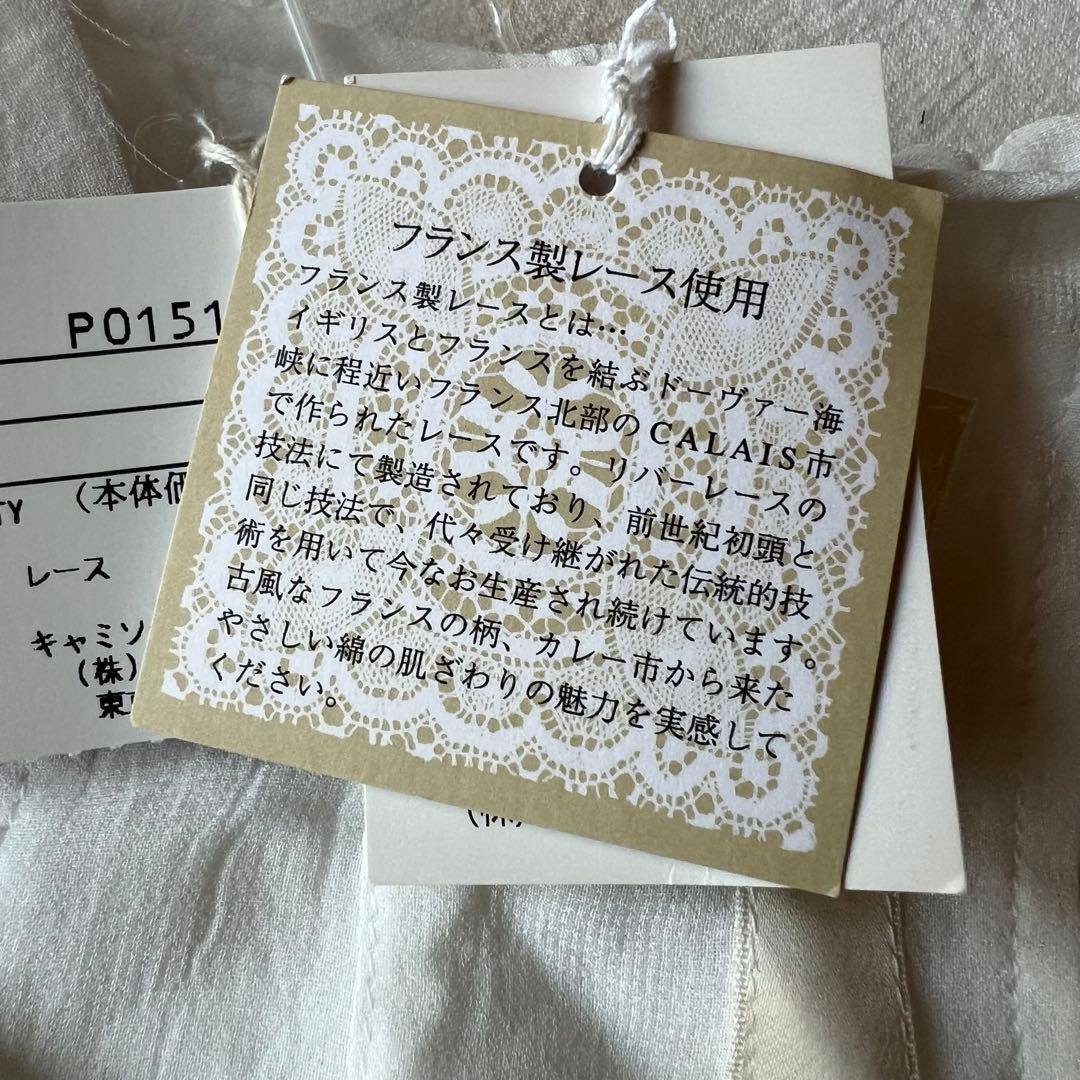 フランス製レース使用
フランス製レースとは…
イギリスとフランスを結ぶドーヴァー海
峡に程近いフランス北部のCALAIS市
で作られたレースです。リバーレースの
技法にて製造されており、前世紀初頭と
同じ技法で、代々受け継がれた伝統的技
術を用いて今なお生産され続けています。
古風なフランスの柄、カレー市から来た
やさしい綿の肌ざわりの魅力を実感して
ください。
P0151
TY （本体価
レース
キャミソ
（株）
東
（株）